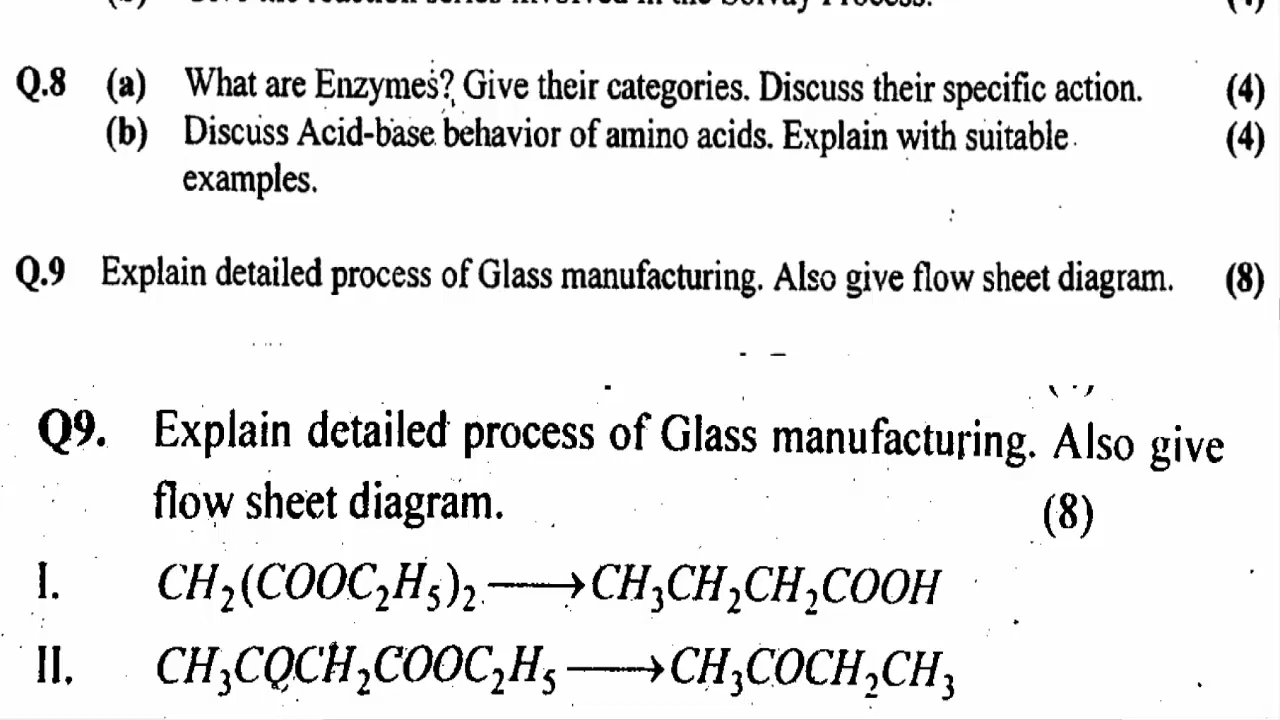 Q.8 (a) What are Enzymes? Give their categories. Discuss their specific action. (4)
(b) Discuss Acid-base behavior of amino acids. Explain with suitable (4)
examples.
Q.9 Explain detailed process of Glass manufacturing. Also give flow sheet diagram. (8)
Q9. Explain detailed process of Glass manufacturing. Also give
flow sheet diagram. (8)
I. CH₂(COOC₂H₅)₂ ⟶ CH₃CH₂CH₂COOH
II. CH₃COCH₂COOC₂H₅ ⟶ CH₃COCH₂CH₃